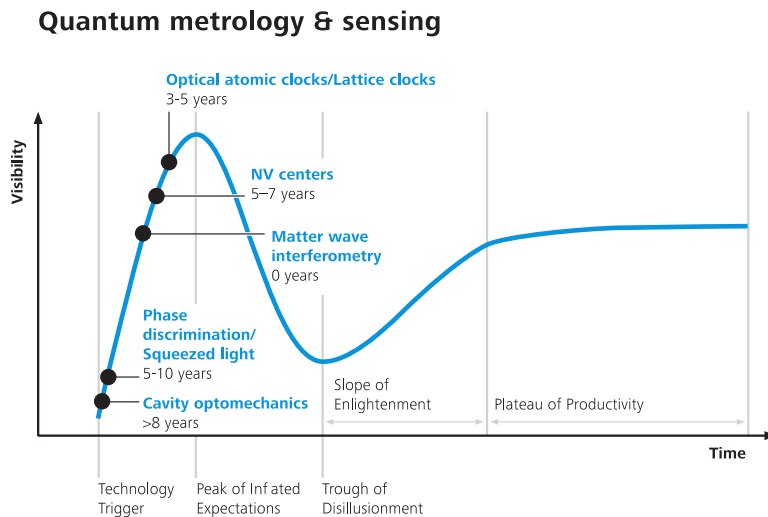 Quantum metrology & sensing
Optical atomic clocks/Lattice clocks
3-5 years
Visibility
NV centers
5–7 years
Matter wave
interferometry
0 years
Phase
discrimination/
Squeezed light
5-10 years
Cavity optomechanics
>8 years
Slope of
Enlightenment
Plateau of Productivity
Time
Technology
Trigger
Peak of Inf ated
Expectations
Trough of
Disillusionment